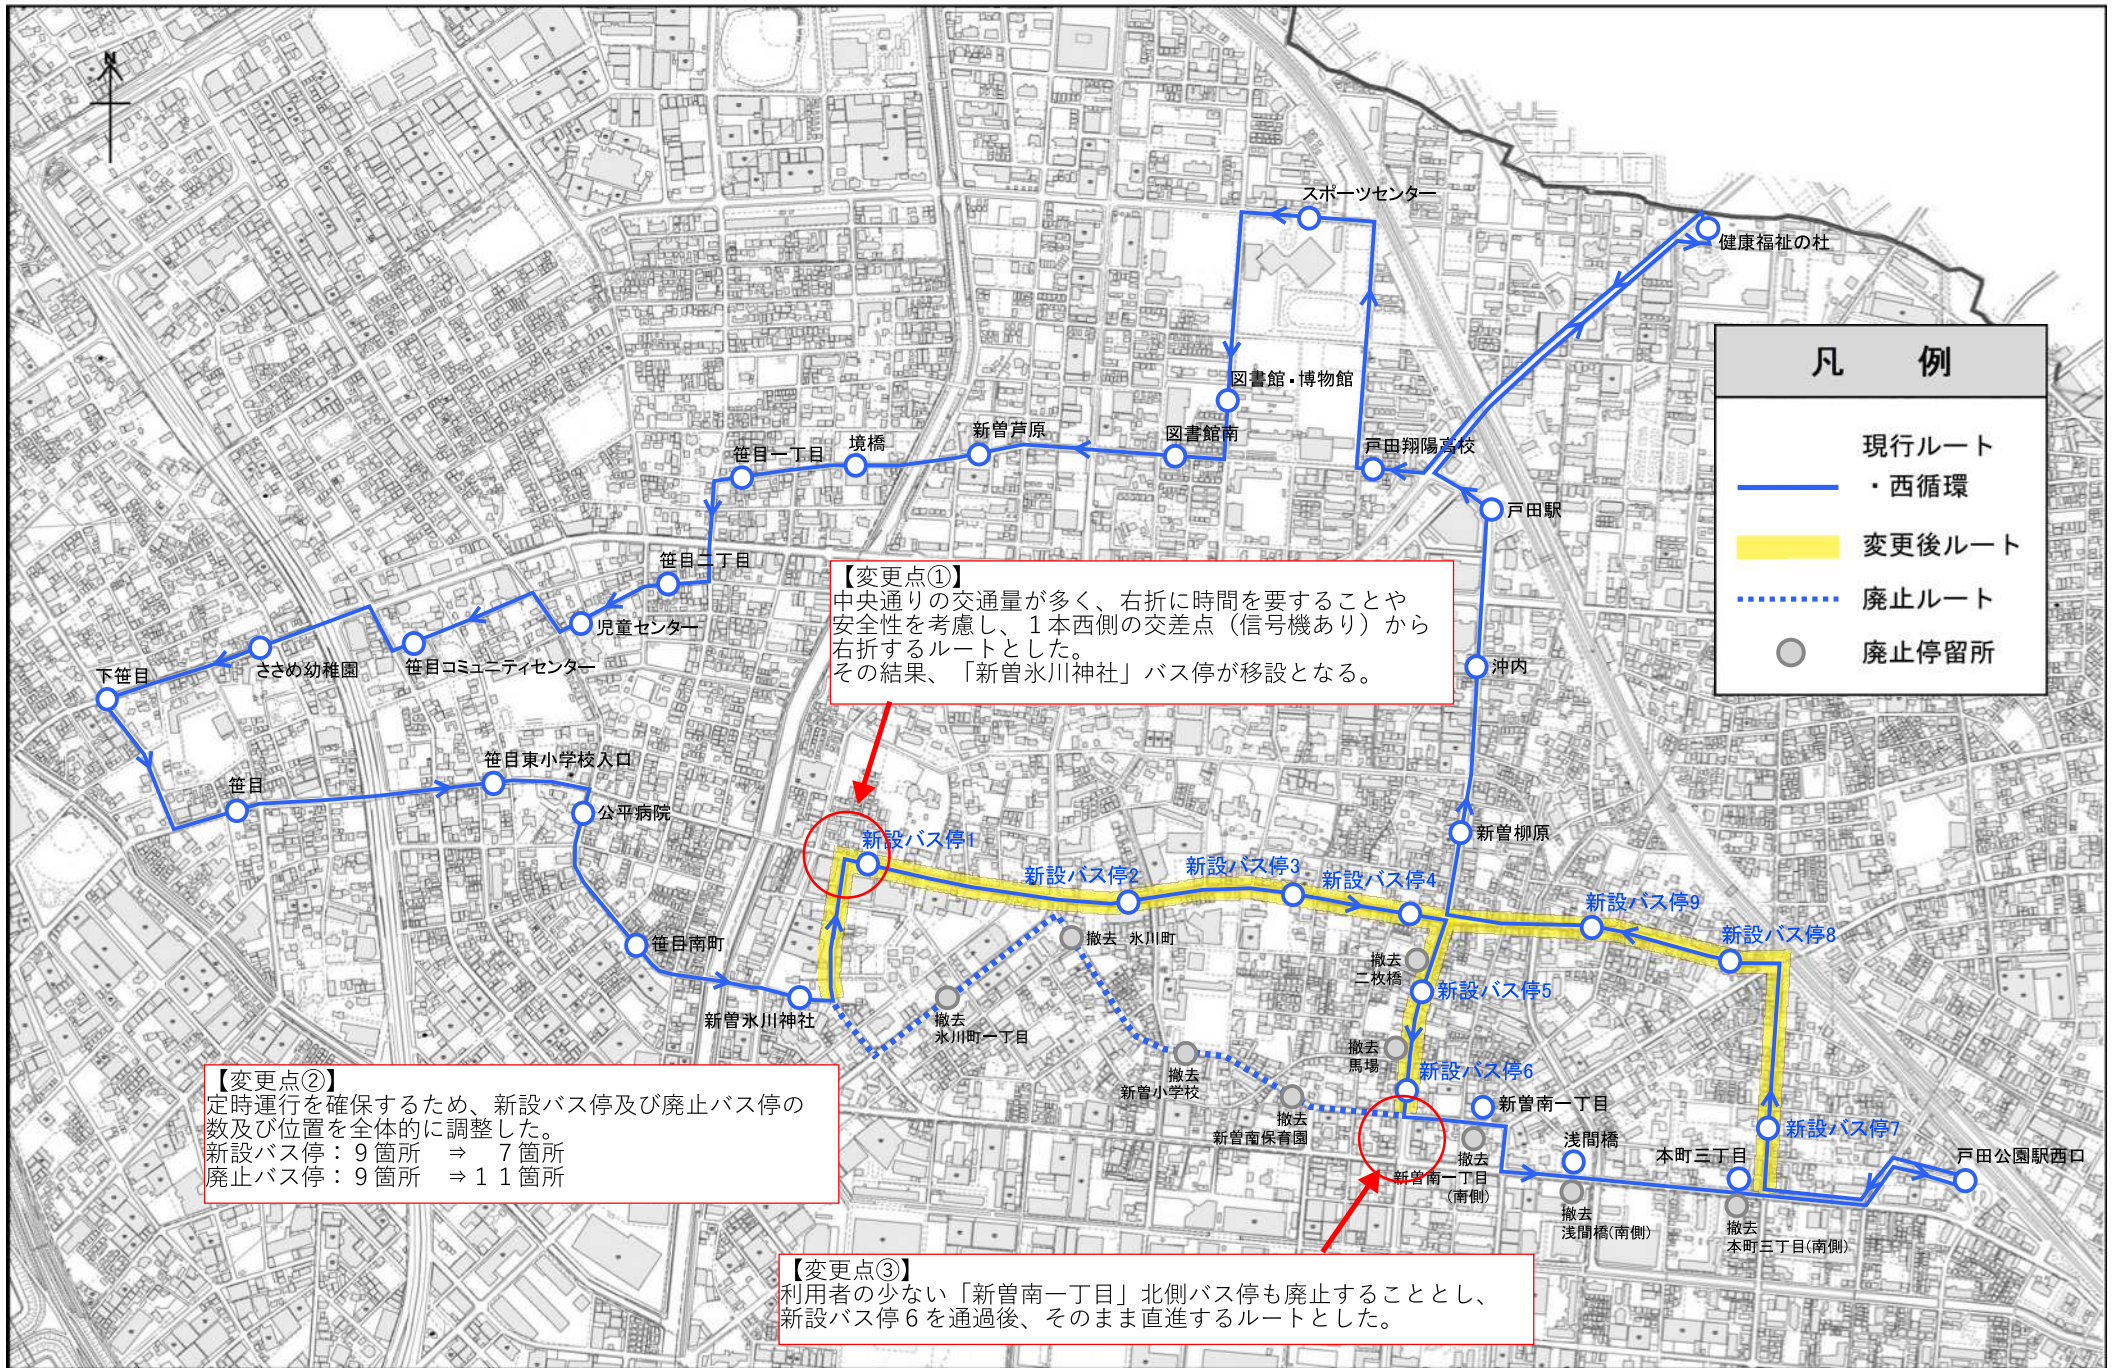 N
スポーツセンター
健康福祉の杜
凡 例
現行ルート
・西循環
変更後ルート
廃止ルート
廃止停留所
図書館・博物館
新曽芦原
図書館南
戸田翔陽高校
境橋
笹目一丁目
戸田駅
笹目二丁目
【変更点①】
中央通りの交通量が多く、右折に時間を要することや
安全性を考慮し、1本西側の交差点（信号機あり）から
右折するルートとした。
その結果、「新曽氷川神社」バス停が移設となる。
児童センター
笹目コミュニティセンター
ささめ幼稚園
下笹目
沖内
笹目東小学校入口
笹目
公平病院
新曽柳原
新設バス停1
新設バス停2
新設バス停3
新設バス停4
新設バス停9
新設バス停8
笹目南町
撤去 氷川町
撤去
二枚橋
新設バス停5
新曽氷川神社
撤去
氷川町一丁目
撤去
馬場
新設バス停6
撤去
新曽小学校
新曽南一丁目
撤去
新曽南保育園
新設バス停7
浅間橋
本町三丁目
戸田公園駅西口
撤去
新曽南一丁目
(南側)
撤去
浅間橋(南側)
撤去
本町三丁目(南側)
【変更点②】
定時運行を確保するため、新設バス停及び廃止バス停の
数及び位置を全体的に調整した。
新設バス停：9箇所 ⇒ 7箇所
廃止バス停：9箇所 ⇒11箇所
【変更点③】
利用者の少ない「新曽南一丁目」北側バス停も廃止することとし、
新設バス停6を通過後、そのまま直進するルートとした。